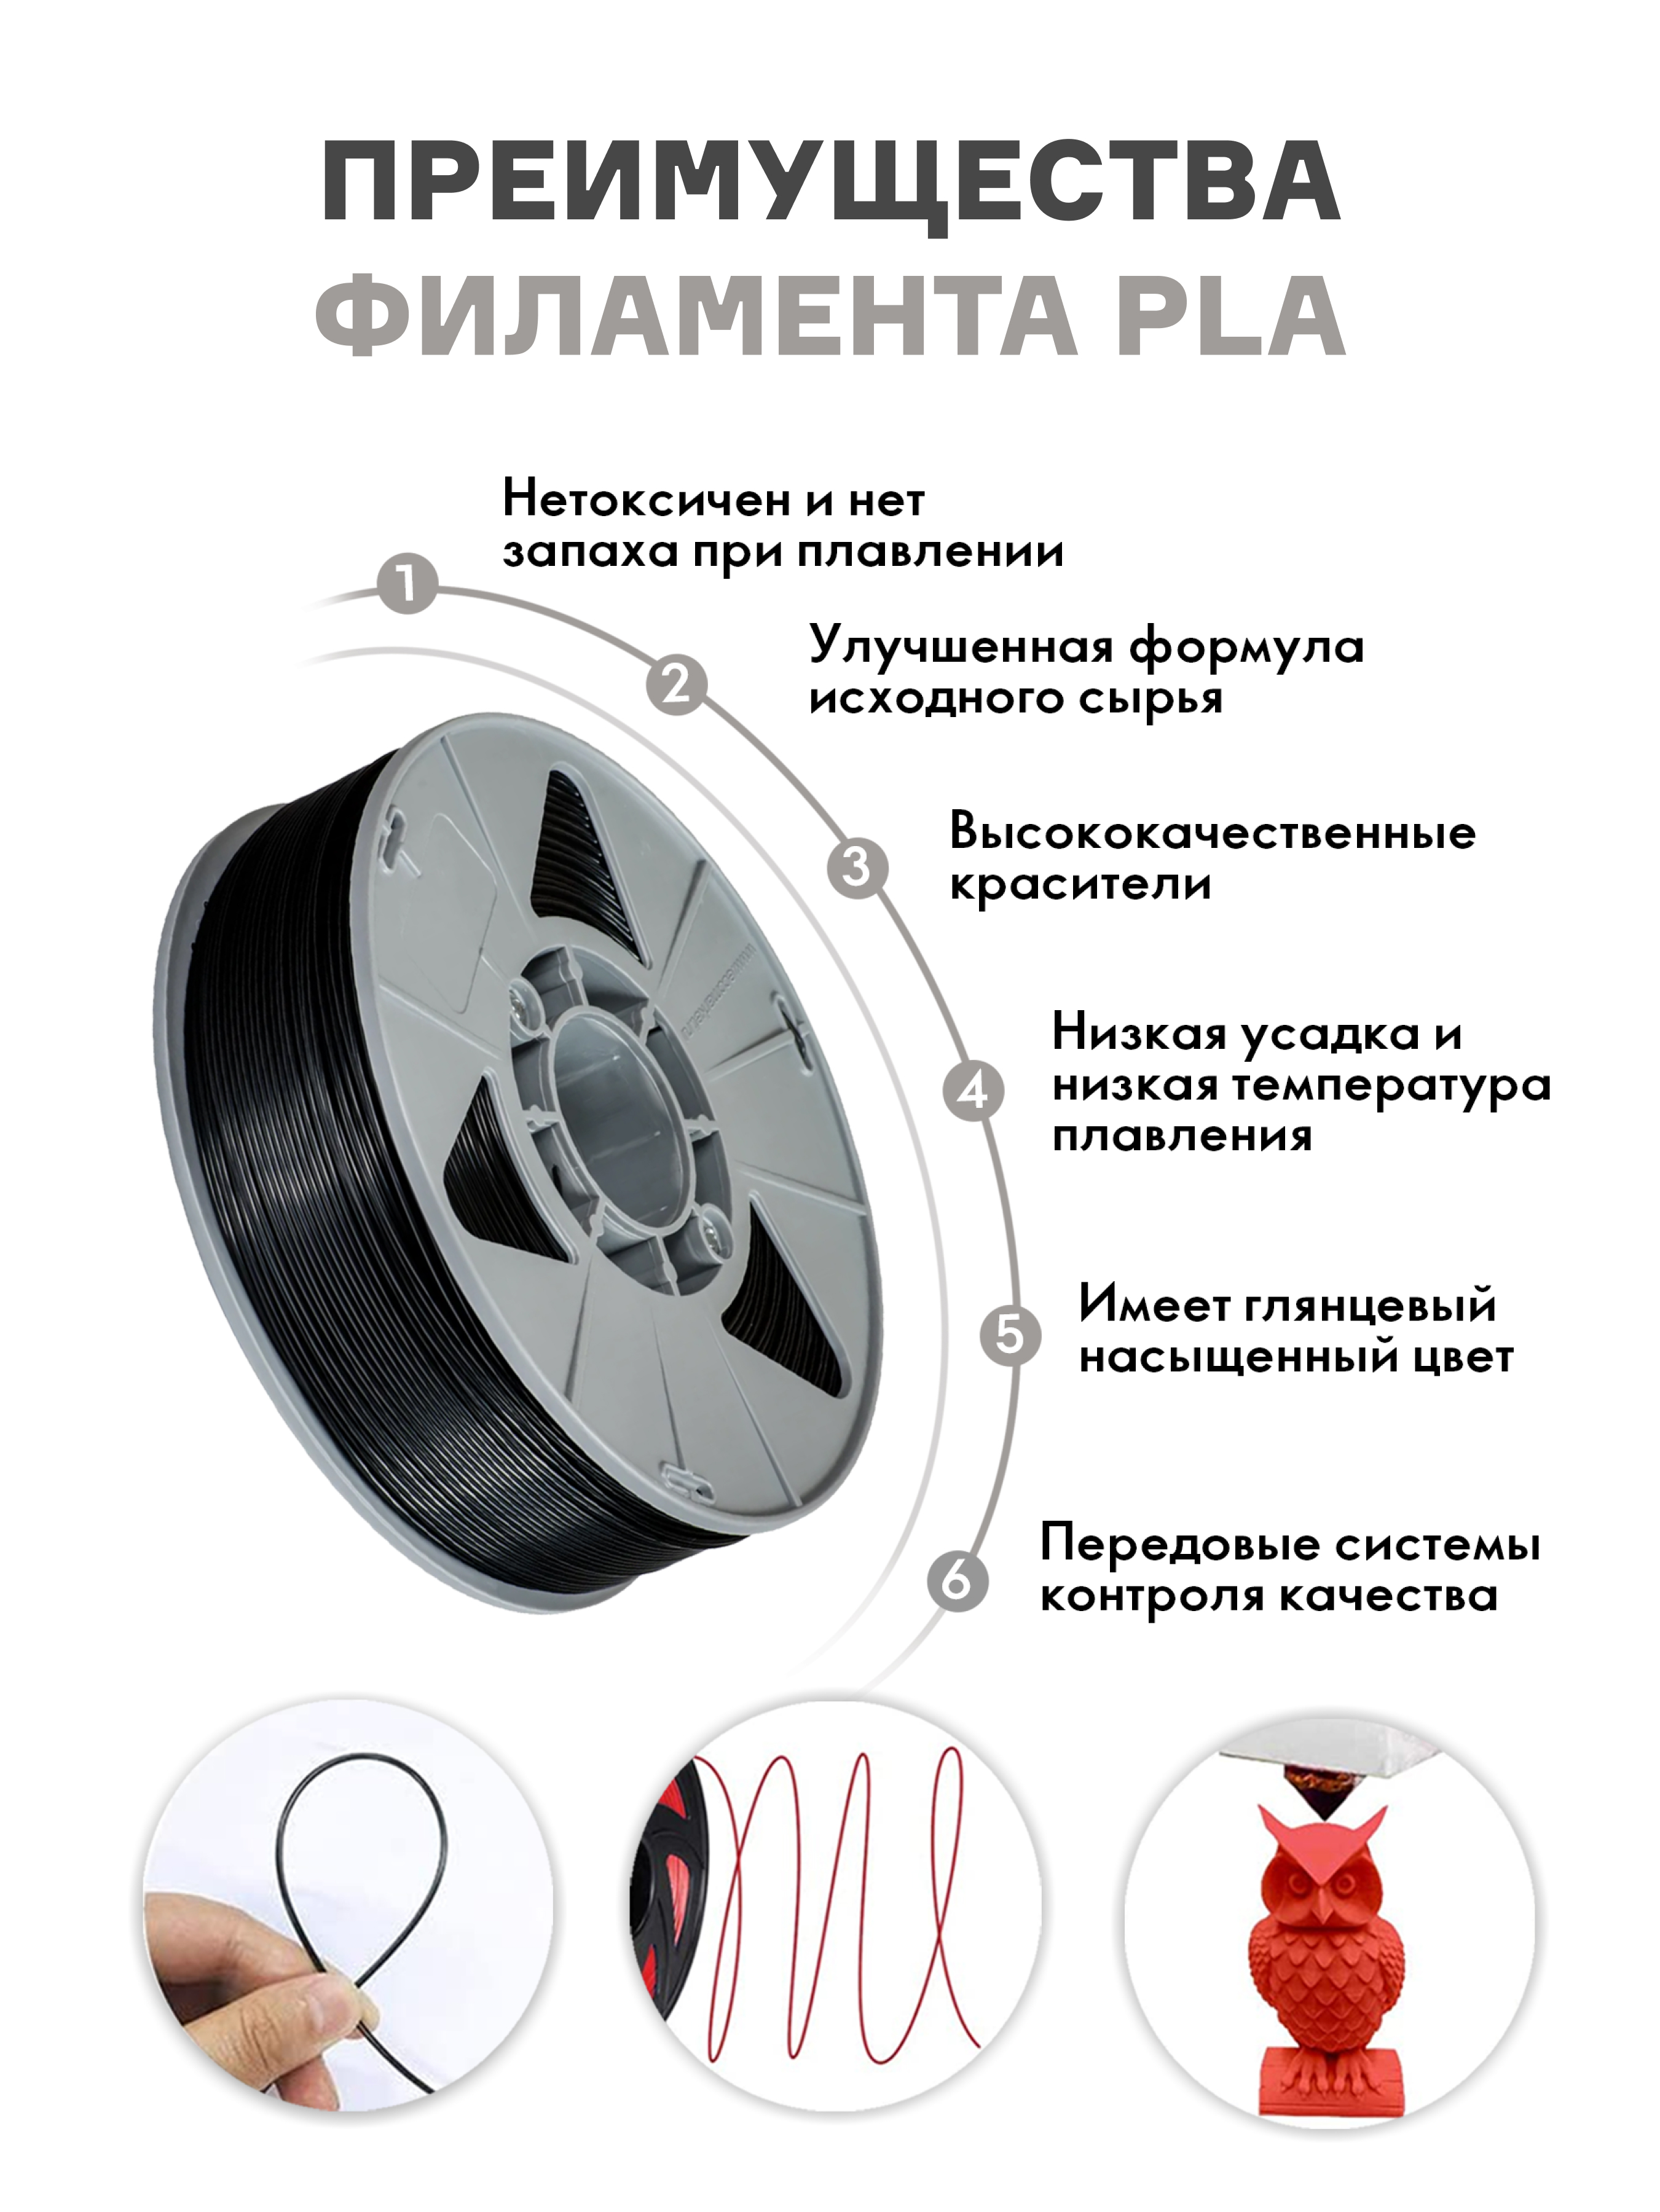 ПРЕИМУЩЕСТВА
ФИЛАМЕНТА PLA
1
Нетоксичен и нет
запаха при плавлении
2
Улучшенная формула
исходного сырья
3
Высококачественные
красители
4
Низкая усадка и
низкая температура
плавления
5
Имеет глянцевый
насыщенный цвет
6
Передовые системы
контроля качества